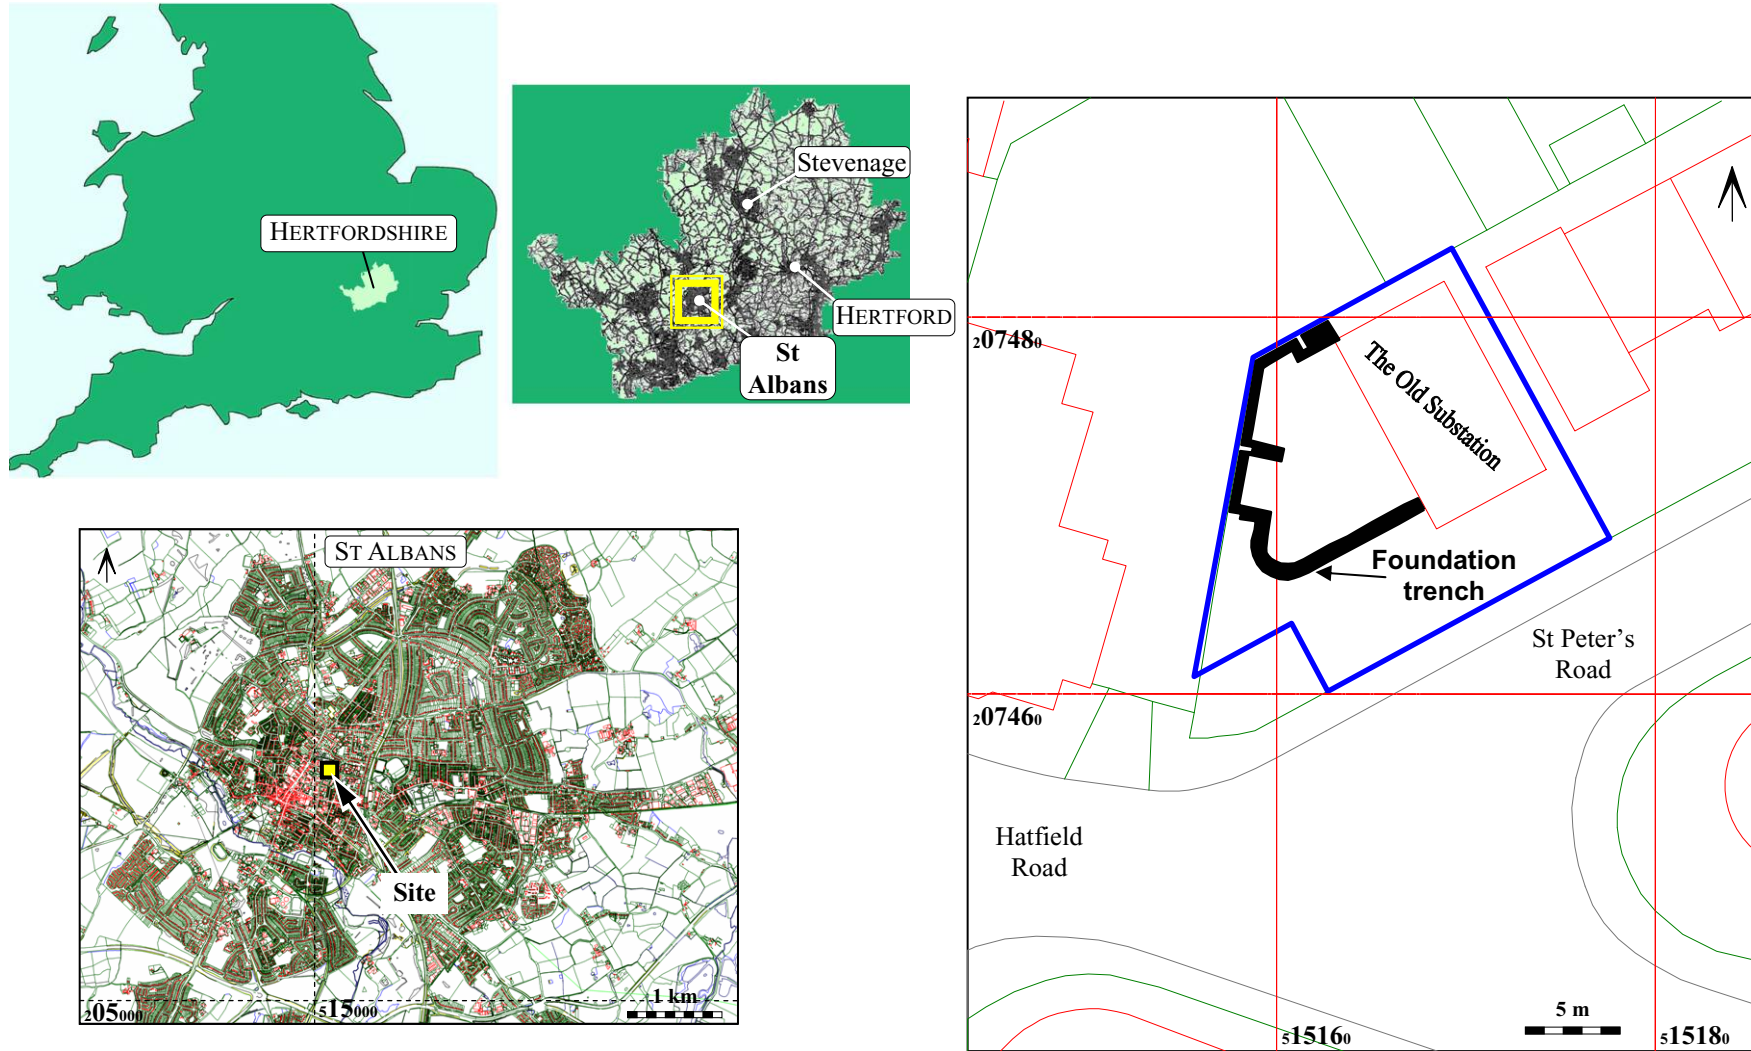 HERTFORDSHIRE
Stevenage
HERTFORD
St
Albans
ST ALBANS
Site
205000
515000
1 km
207480
The Old Substation
Foundation
trench
St Peter's
Road
207460
Hatfield
Road
5 m
515160
515180